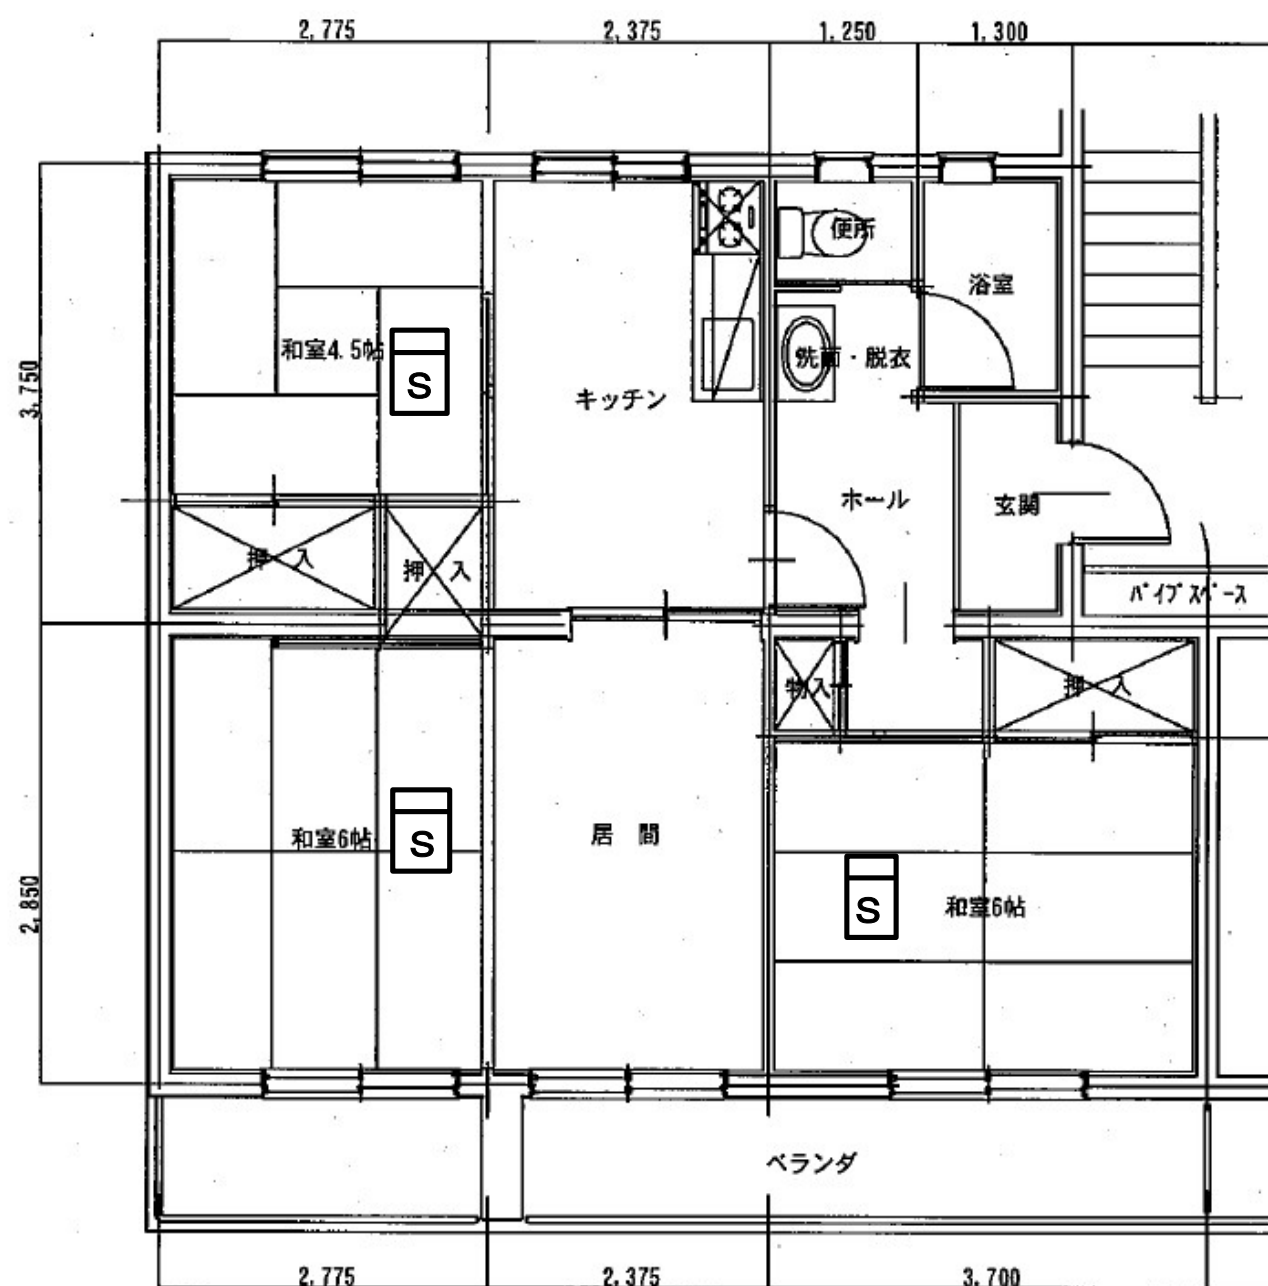 2,775
2,375
1,250
1,300
便所
浴室
3,750
和室4.5帖
S
洗面・脱衣
キッチン
ホール
玄関
押入
押入
パイプスペース
物入
押入
2,850
和室6帖
S
居間
S
和室6帖
ベランダ
2,775
2,375
3,700